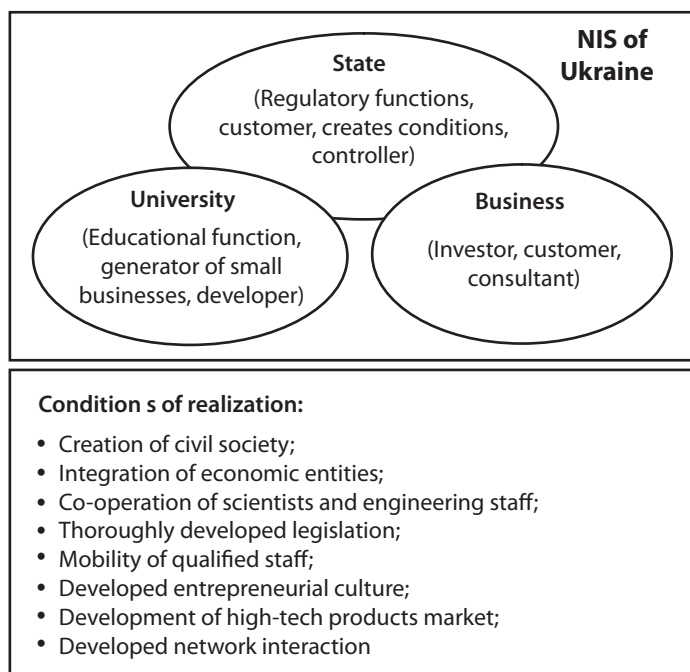 NIS of
Ukraine
State
(Regulatory functions,
customer, creates conditions,
controller)
University
(Educational function,
generator of small
businesses, developer)
Business
(Investor, customer,
consultant)
Condition s of realization:
• Creation of civil society;
• Integration of economic entities;
• Co-operation of scientists and engineering staff;
• Thoroughly developed legislation;
• Mobility of qualified staff;
• Developed entrepreneurial culture;
• Development of high-tech products market;
• Developed network interaction